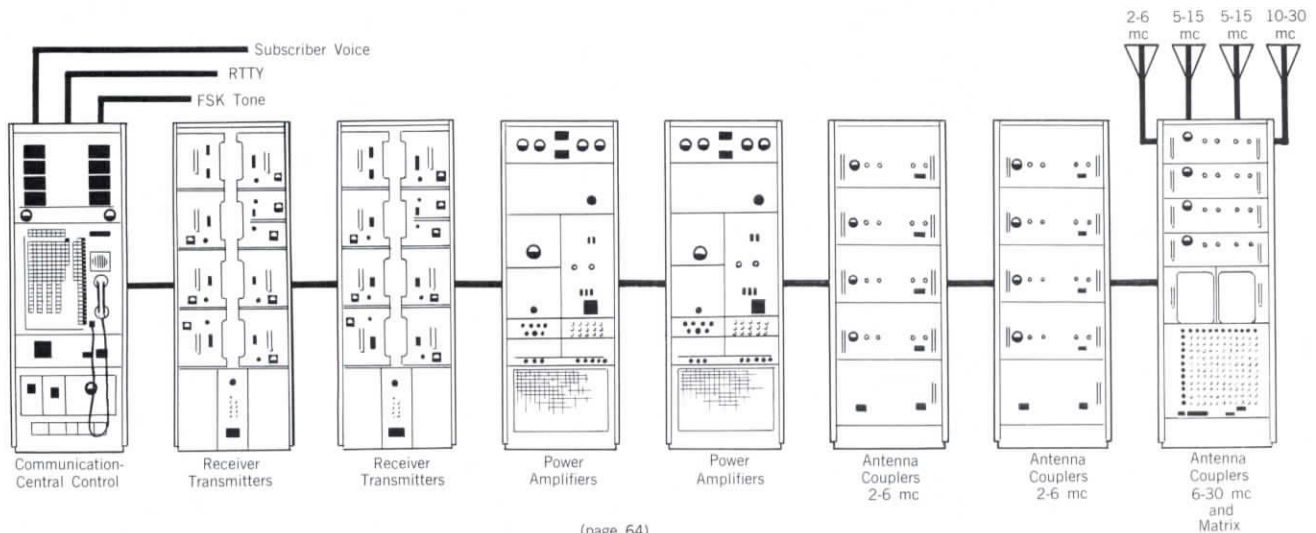 2-6 mc
5-15 mc
5-15 mc
10-30 mc
Subscriber Voice
RTTY
FSK Tone
Communication-
Central Control
Receiver
Transmitters
Receiver
Transmitters
Power
Amplifiers
Power
Amplifiers
Antenna
Couplers
2-6 mc
Antenna
Couplers
2-6 mc
Antenna
Couplers
6-30 mc
and
Matrix
(page 64)